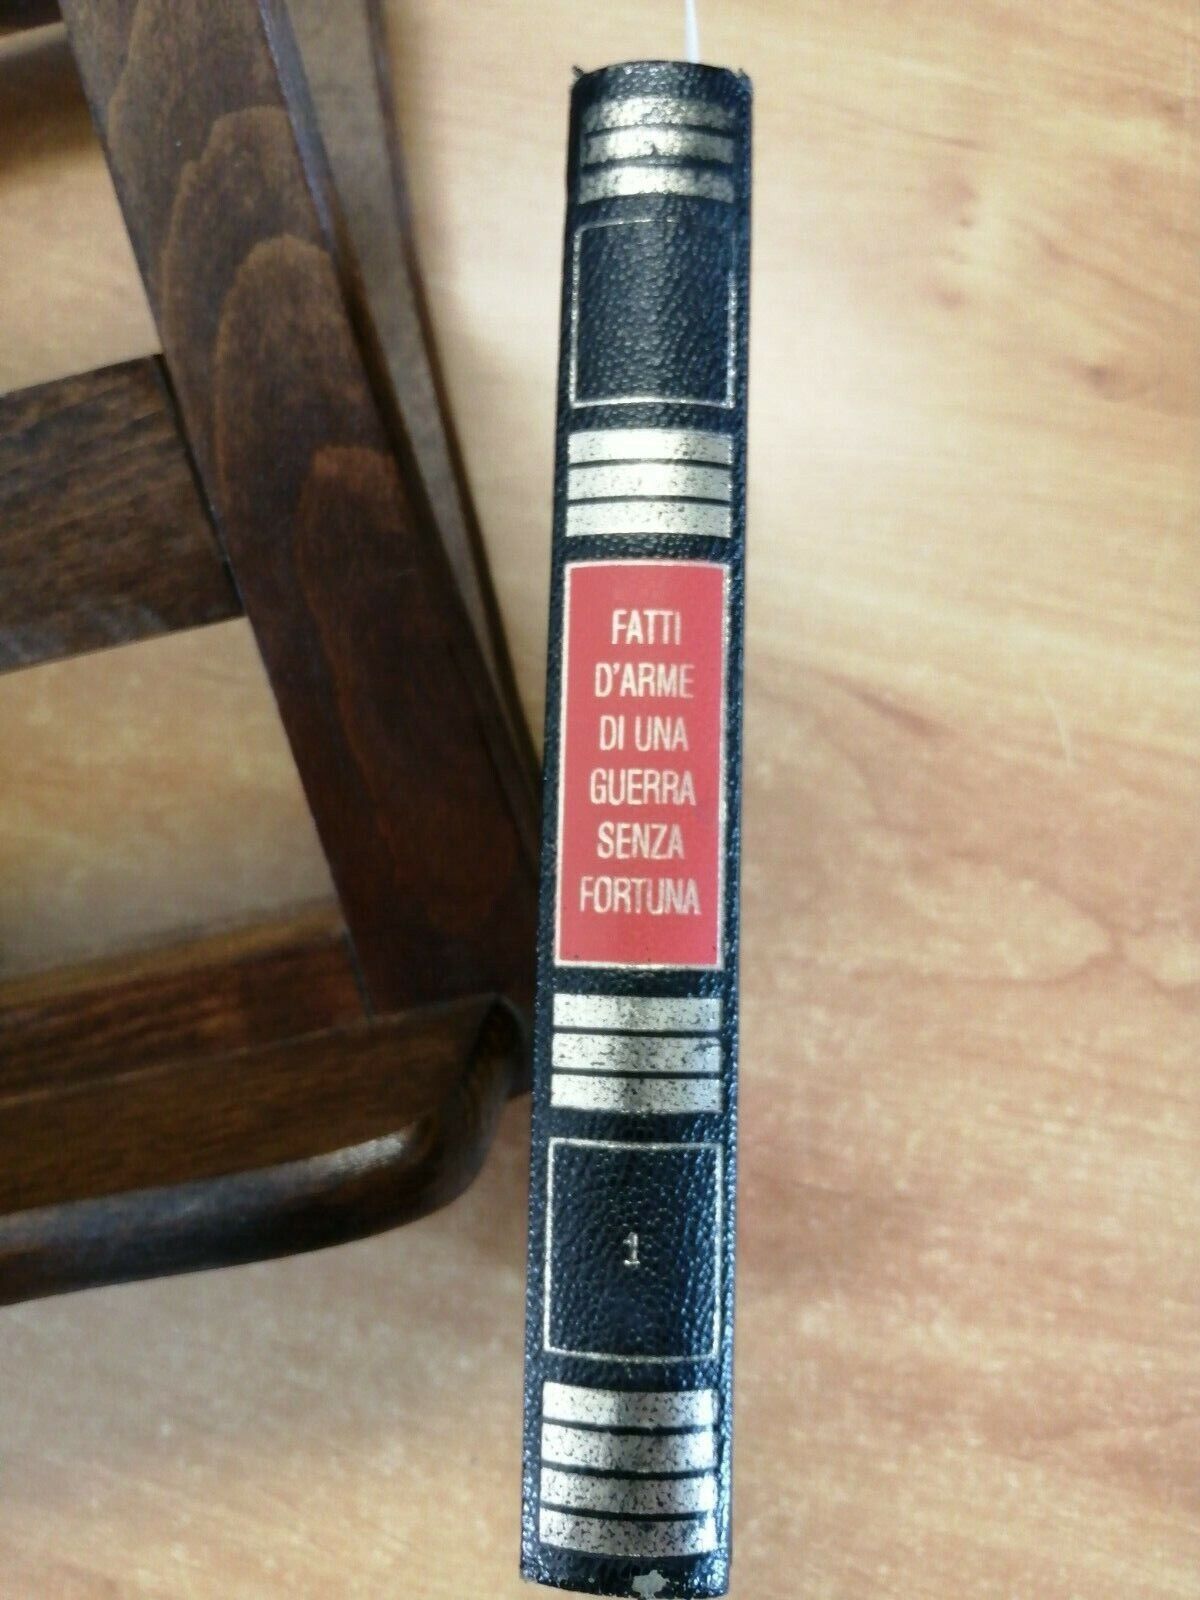 FATTI
D'ARME
DI UNA
GUERRA
SENZA
FORTUNA
1